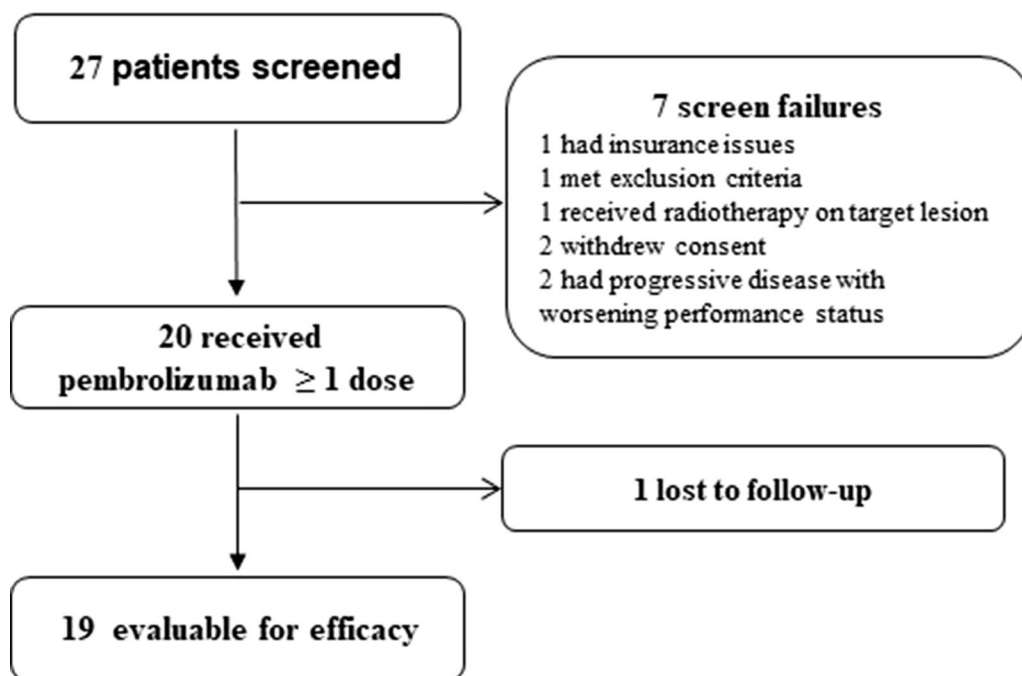 27 patients screened
7 screen failures
1 had insurance issues
1 met exclusion criteria
1 received radiotherapy on target lesion
2 withdrew consent
2 had progressive disease with
worsening performance status
20 received
pembrolizumab ≥ 1 dose
1 lost to follow-up
19 evaluable for efficacy